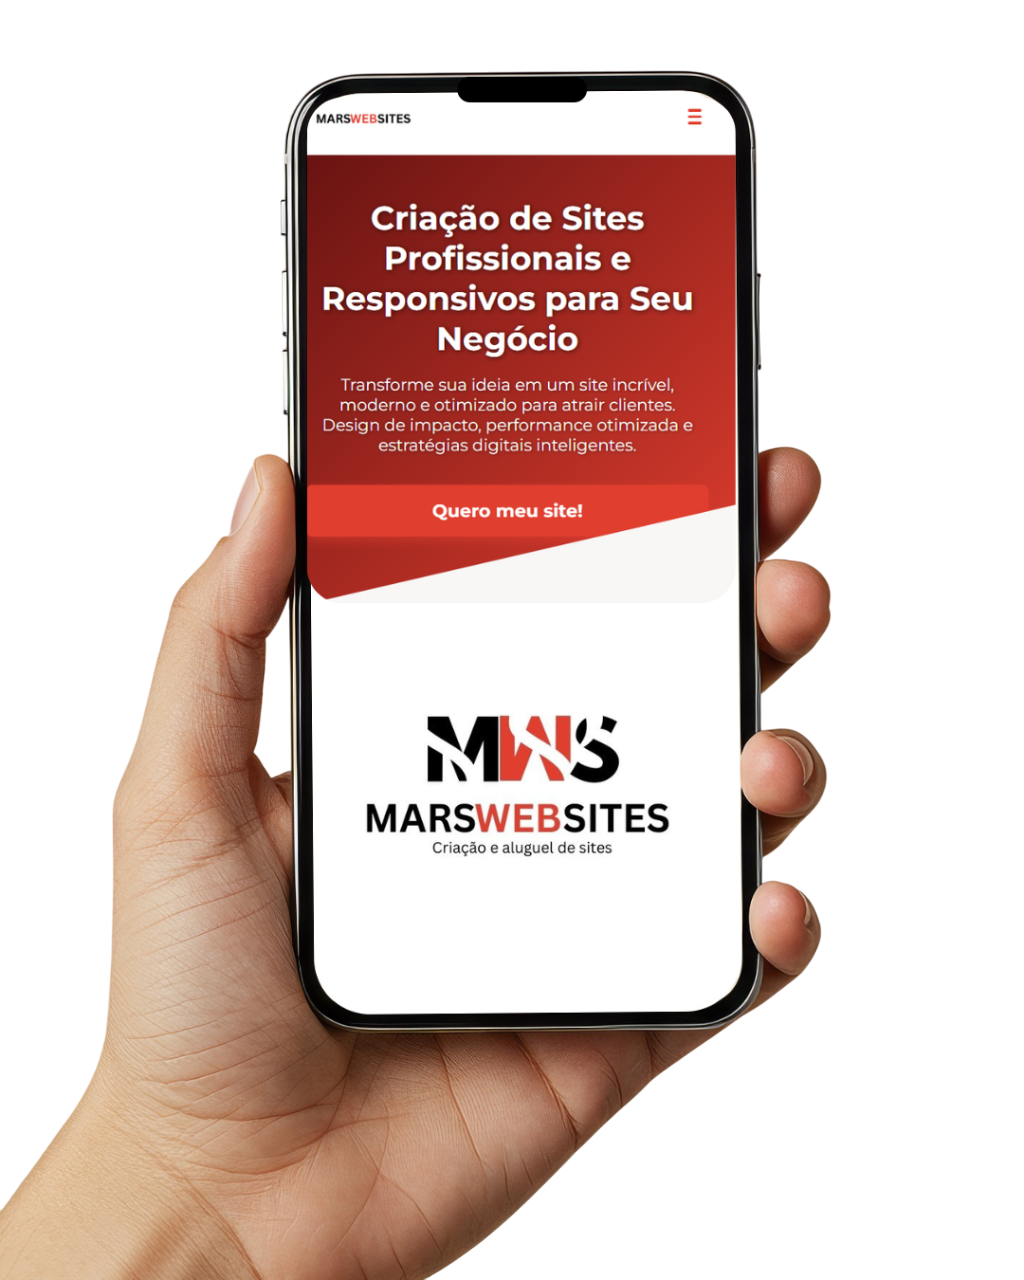 MARSWEBSITES
Criação de Sites
Profissionais e
Responsivos para Seu
Negócio
Transforme sua ideia em um site incrível,
moderno e otimizado para atrair clientes.
Design de impacto, performance otimizada e
estratégias digitais inteligentes.
Quero meu site!
MWS
MARSWEBSITES
Criação e aluguel de sites